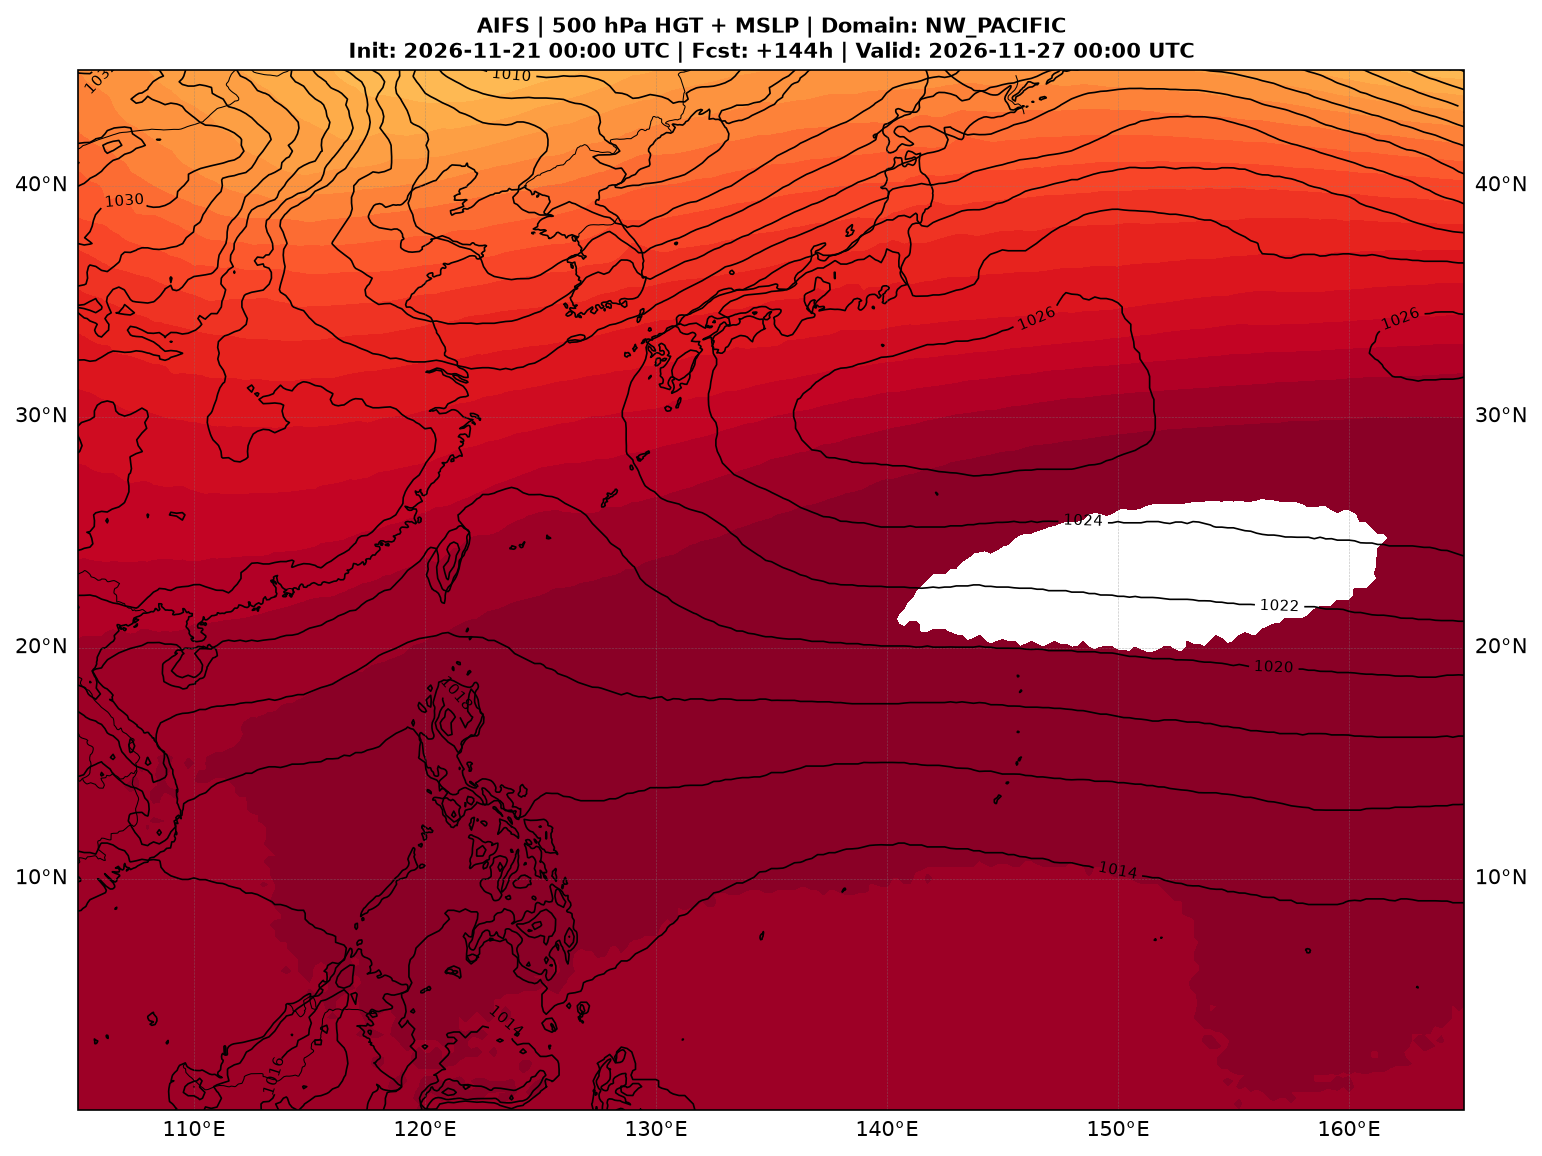 AIFS | 500 hPa HGT + MSLP | Domain: NW_PACIFIC
Init: 2026-11-21 00:00 UTC | Fcst: +144h | Valid: 2026-11-27 00:00 UTC
1010
40°N
40°N
1030
1026
1026
30°N
30°N
1024
1022
20°N
20°N
1020
1018
1014
10°N
10°N
1014
1016
110°E
120°E
130°E
140°E
150°E
160°E